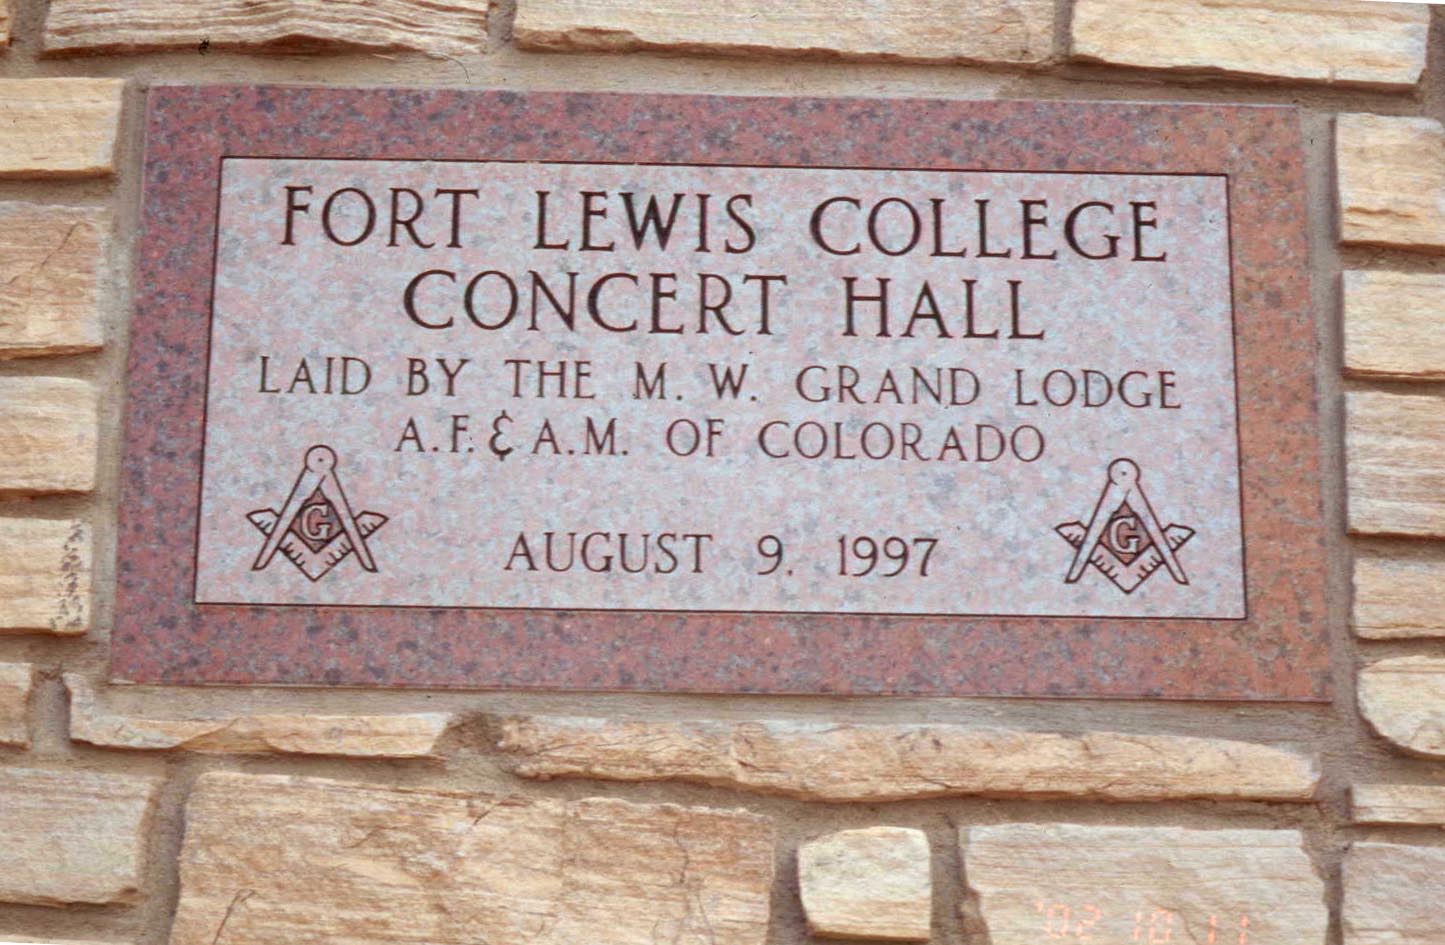 FORT LEWIS COLLEGE
CONCERT HALL
LAID BY THE M. W. GRAND LODGE
A.F. & A.M. OF COLORADO
G
G
AUGUST 9, 1997
'02 10 11